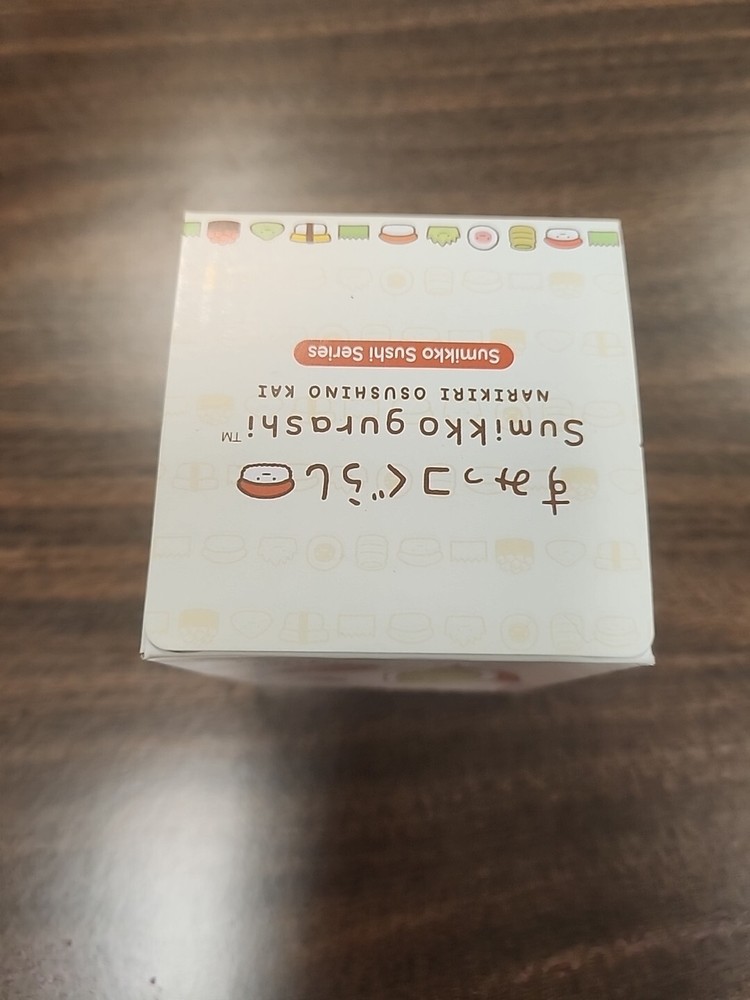 すみっコぐらし
Sumikko gurashi™
NARIKIRI OSUSHINO KAI
Sumikko Sushi Series